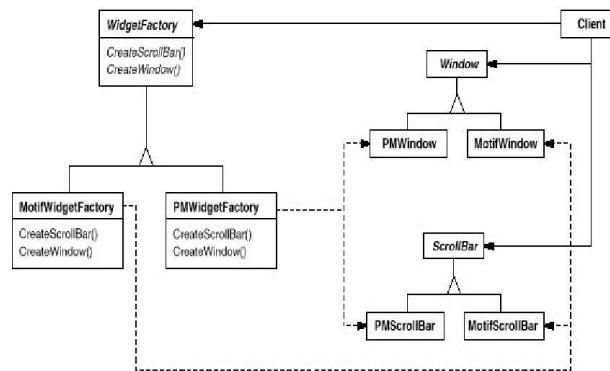 WidgetFactory
CreateScrollBar()
CreateWindow()
Client
Window
PMWindow
MotifWindow
MotifWidgetFactory
CreateScrollBar()
CreateWindow()
PMWidgetFactory
CreateScrollBar()
CreateWindow()
ScrollBar
PMScrollBar
MotifScrollBar